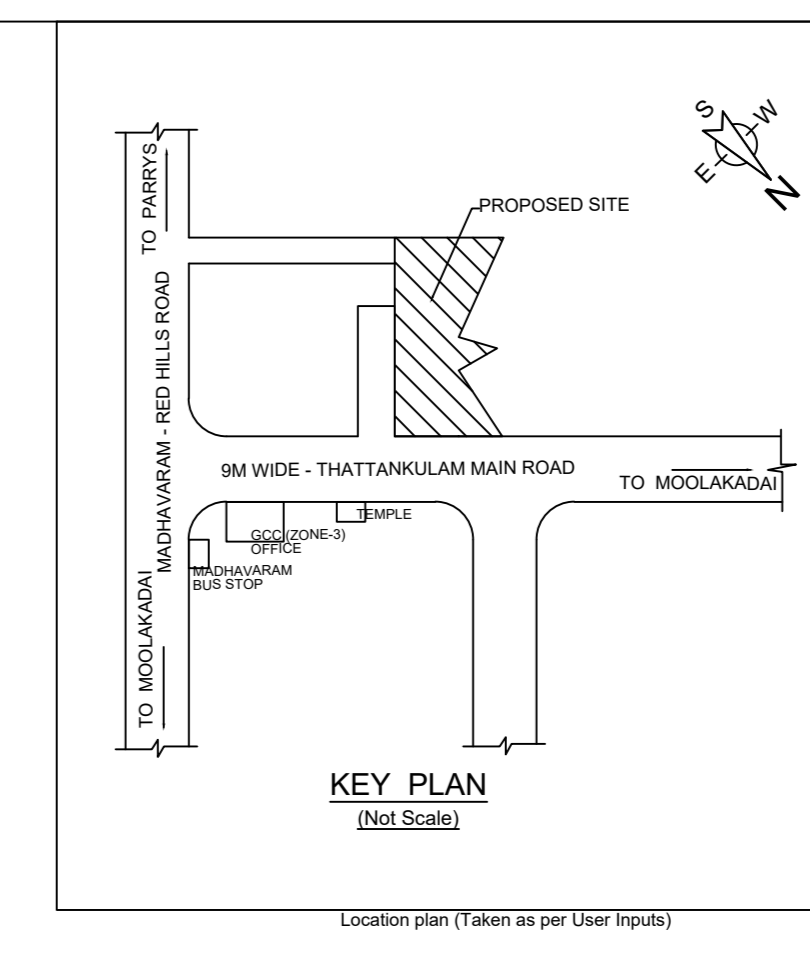 S
W
E
N
PROPOSED SITE
TO PARRYS
MADHAVARAM - RED HILLS ROAD
TO MOOLAKADAI
9M WIDE - THATTANKULAM MAIN ROAD
TO MOOLAKADAI
TEMPLE
GCC (ZONE-3)
OFFICE
MADHAVARAM
BUS STOP
KEY PLAN
(Not Scale)
Location plan (Taken as per User Inputs)